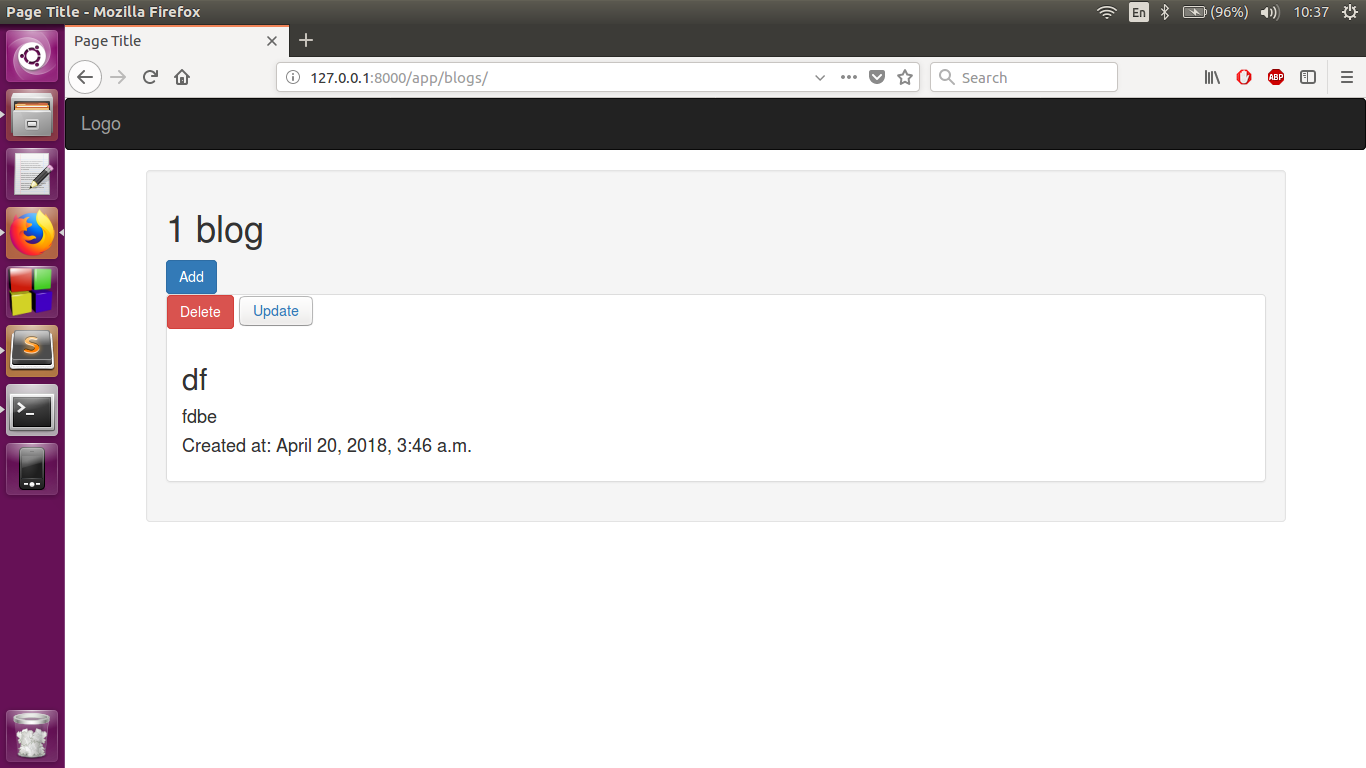 Page Title - Mozilla Firefox
En
(96%)
10:37
Page Title
127.0.0.1:8000/app/blogs/
Search
ABP
Logo
1 blog
Add
Delete
Update
df
fdbe
Created at: April 20, 2018, 3:46 a.m.
S